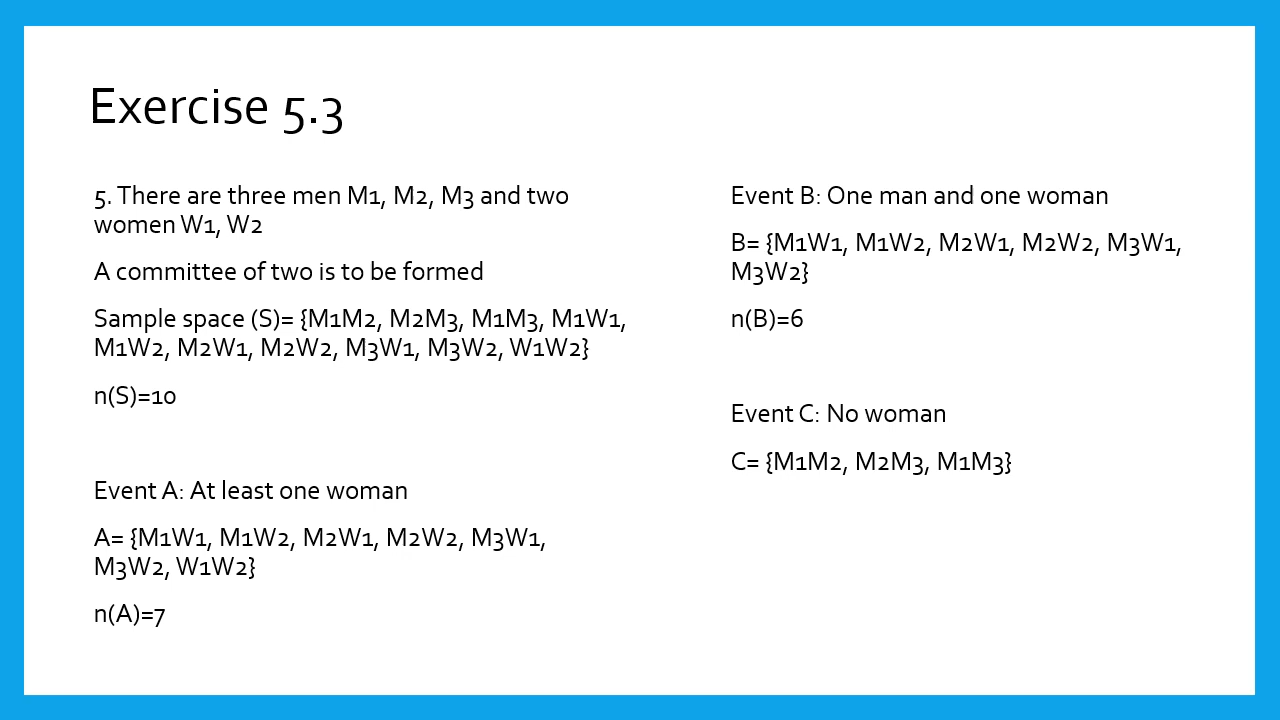 Exercise 5.3
5. There are three men M1, M2, M3 and two
women W1, W2
A committee of two is to be formed
Sample space (S)= {M1M2, M2M3, M1M3, M1W1,
M1W2, M2W1, M2W2, M3W1, M3W2, W1W2}
n(S)=10
Event A: At least one woman
A= {M1W1, M1W2, M2W1, M2W2, M3W1,
M3W2, W1W2}
n(A)=7
Event B: One man and one woman
B= {M1W1, M1W2, M2W1, M2W2, M3W1,
M3W2}
n(B)=6
Event C: No woman
C= {M1M2, M2M3, M1M3}